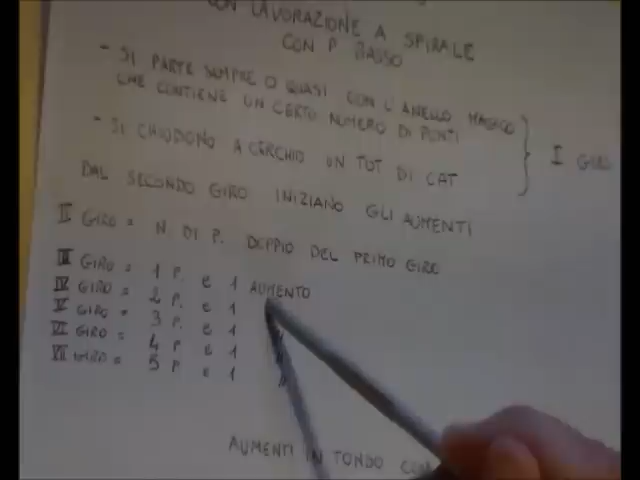 CON LAVORAZIONE A SPIRALE
CON P BASSO
- SI PARTE SEMPRE O QUASI CON L'ANELLO MAGICO
CHE CONTIENE UN CERTO NUMERO DI PUNTI
- SI CHIUDONO A CERCHIO UN TOT DI CAT
I GIRO
DAL SECONDO GIRO INIZIANO GLI AUMENTI
II GIRO = N. DI P. DOPPIO DEL PRIMO GIRO
III GIRO = 1 P. E 1 AUMENTO
IV GIRO = 2 P. E 1
V GIRO = 3 P. E 1
VI GIRO = 4 P. E 1 "
VII GIRO = 5 P E 1 "
AUMENTI IN TONDO CON